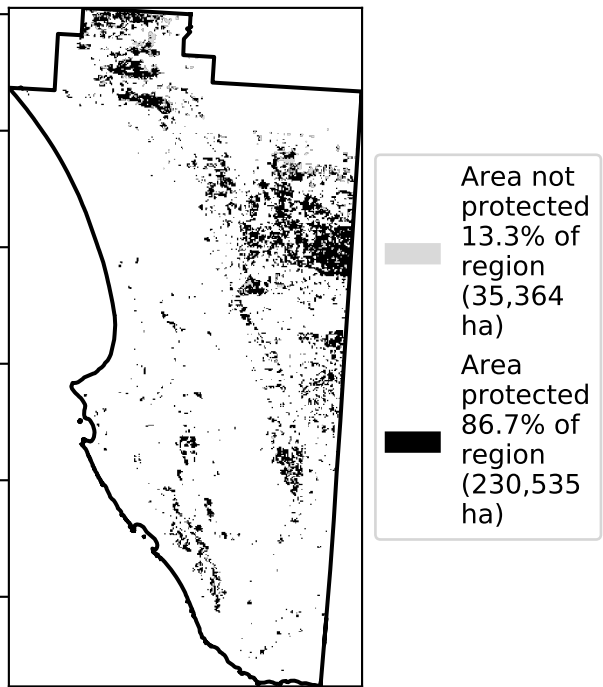 Area not
protected
13.3% of
region
(35,364
ha)
Area
protected
86.7% of
region
(230,535
ha)